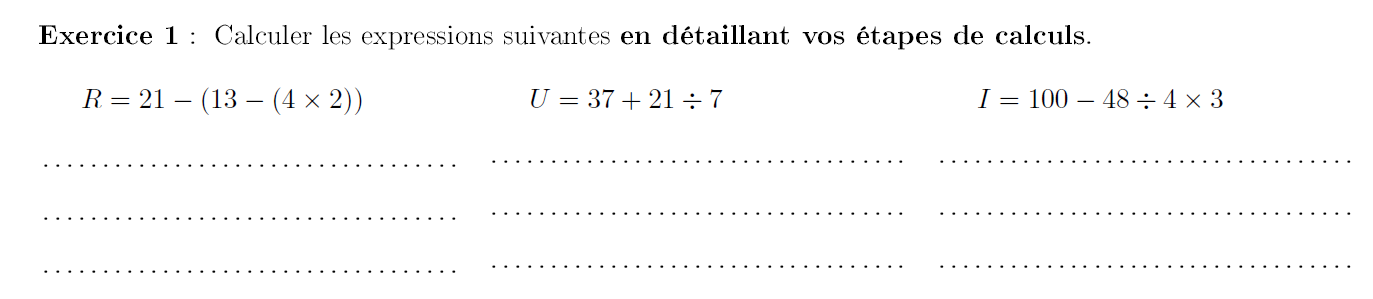 Exercice 1 : Calculer les expressions suivantes en détaillant vos étapes de calculs.
R = 21 − (13 − (4 × 2)) U = 37 + 21 ÷ 7 I = 100 − 48 ÷ 4 × 3